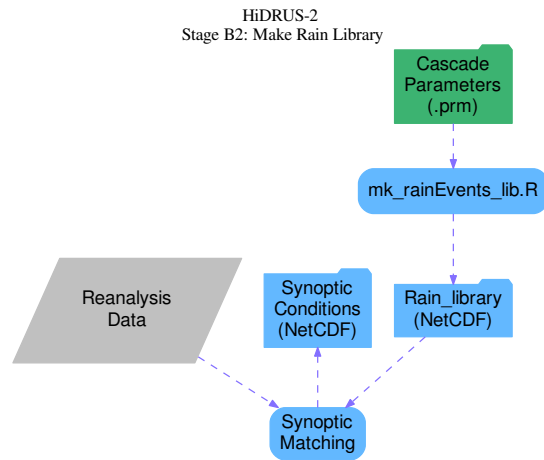 HiDRUS-2
Stage B2: Make Rain Library
Cascade
Parameters
(.prm)
mk_rainEvents_lib.R
Reanalysis
Data
Synoptic
Conditions
(NetCDF)
Rain_library
(NetCDF)
Synoptic
Matching